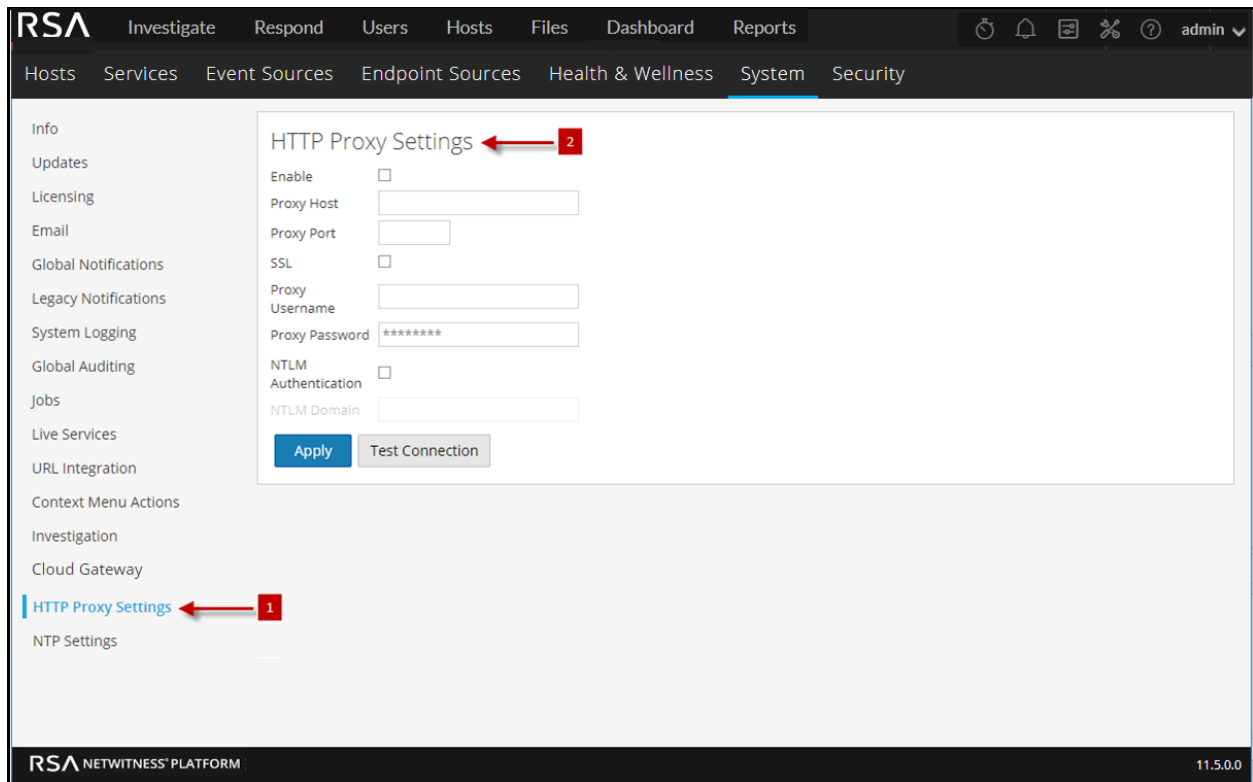 RSA Investigate Respond Users Hosts Files Dashboard Reports admin
Hosts Services Event Sources Endpoint Sources Health & Wellness System Security
Info
Updates
Licensing
Email
Global Notifications
Legacy Notifications
System Logging
Global Auditing
Jobs
Live Services
URL Integration
Context Menu Actions
Investigation
Cloud Gateway
HTTP Proxy Settings 1
NTP Settings
HTTP Proxy Settings 2
Enable
Proxy Host
Proxy Port
SSL
Proxy
Username
Proxy Password ********
NTLM
Authentication
NTLM Domain
Apply Test Connection
RSA NETWITNESS® PLATFORM 11.5.0.0